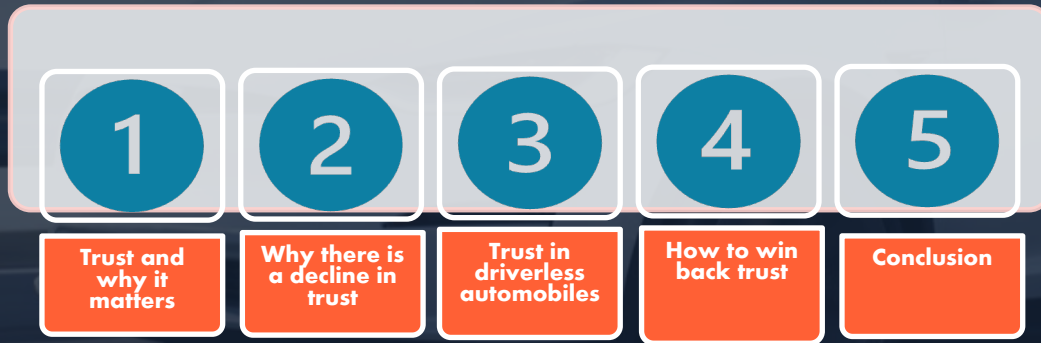 1
2
3
4
5
Trust and
why it
matters
Why there is
a decline in
trust
Trust in
driverless
automobiles
How to win
back trust
Conclusion